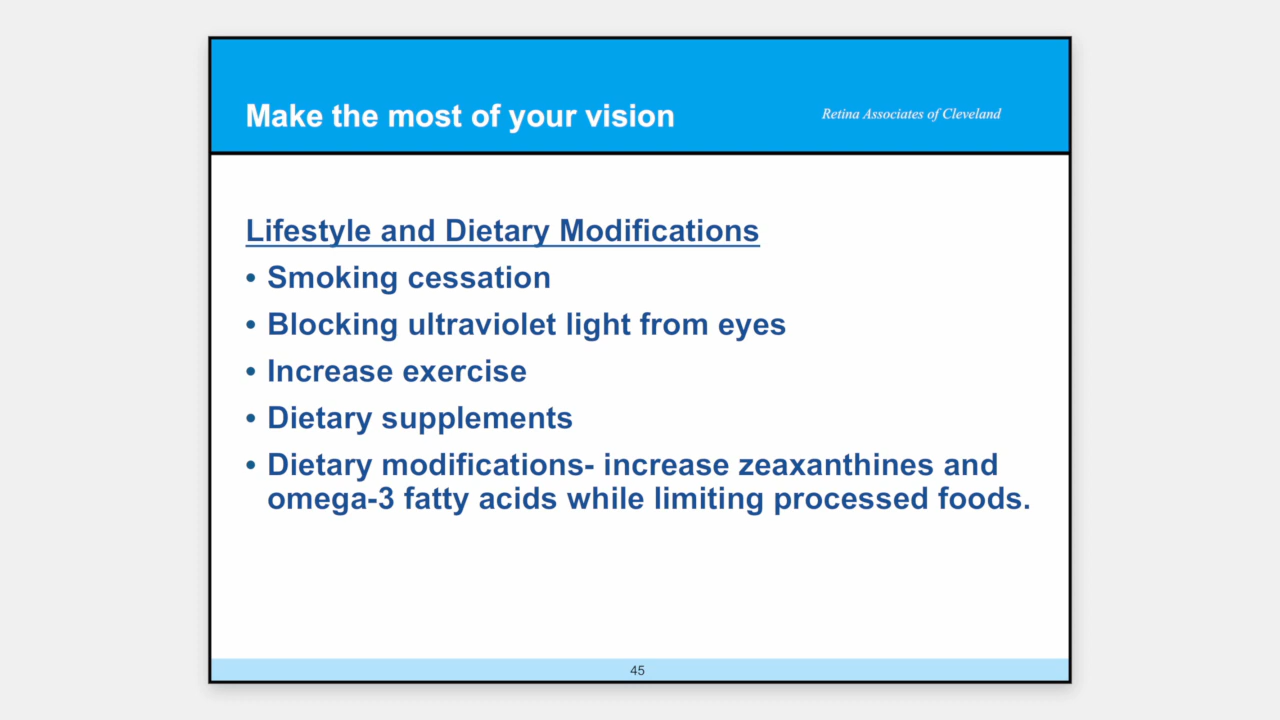 Make the most of your vision
Retina Associates of Cleveland
Lifestyle and Dietary Modifications
• Smoking cessation
• Blocking ultraviolet light from eyes
• Increase exercise
• Dietary supplements
• Dietary modifications- increase zeaxanthines and
omega-3 fatty acids while limiting processed foods.
45